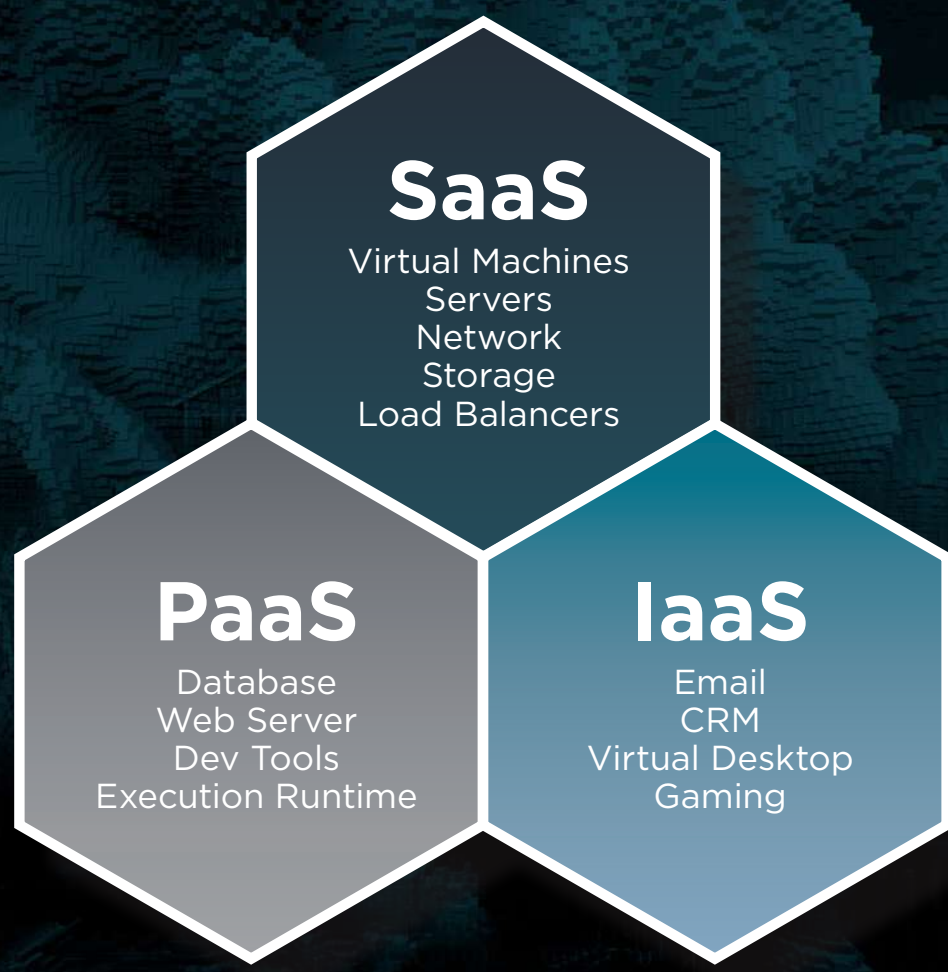 SaaS
Virtual Machines
Servers
Network
Storage
Load Balancers
PaaS
Database
Web Server
Dev Tools
Execution Runtime
IaaS
Email
CRM
Virtual Desktop
Gaming